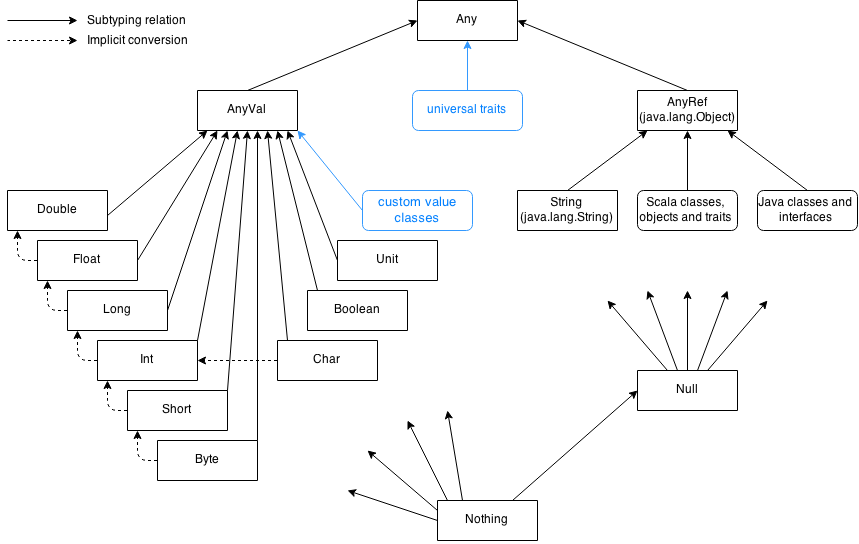 Subtyping relation
Implicit conversion
Any
AnyVal
universal traits
AnyRef
(java.lang.Object)
Double
custom value
classes
String
(java.lang.String)
Scala classes,
objects and traits
Java classes and
interfaces
Float
Unit
Long
Boolean
Int
Char
Null
Short
Byte
Nothing